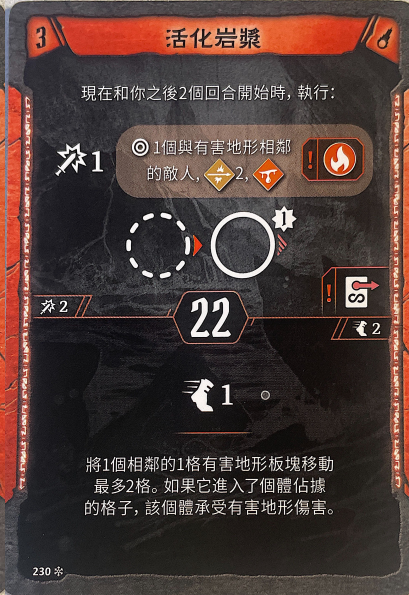 3 活化岩漿
現在和你之後2個回合開始時，執行：
1 1個與有害地形相鄰
的敵人， 2，
!
1
2
22
! S
2
1
將1個相鄰的1格有害地形板塊移動
最多2格。如果它進入了個體佔據
的格子，該個體承受有害地形傷害。
230